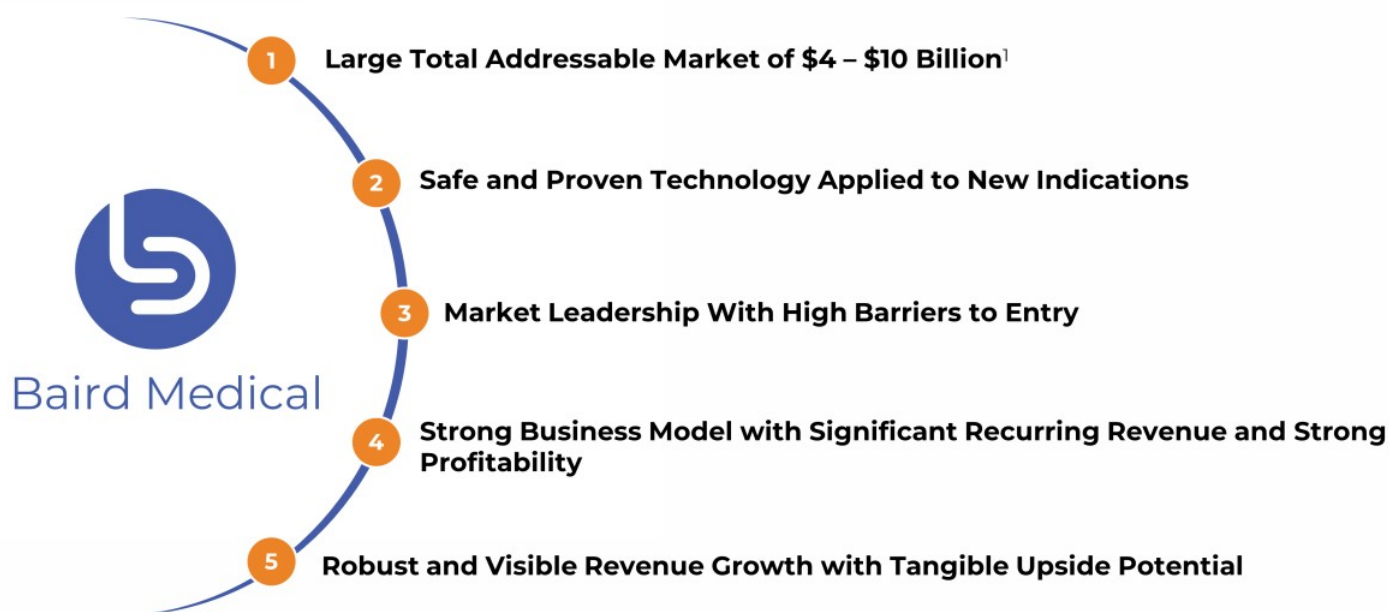 1
Large Total Addressable Market of $4 – $10 Billion¹
2
Safe and Proven Technology Applied to New Indications
3
Market Leadership With High Barriers to Entry
Baird Medical
4
Strong Business Model with Significant Recurring Revenue and Strong
Profitability
5
Robust and Visible Revenue Growth with Tangible Upside Potential